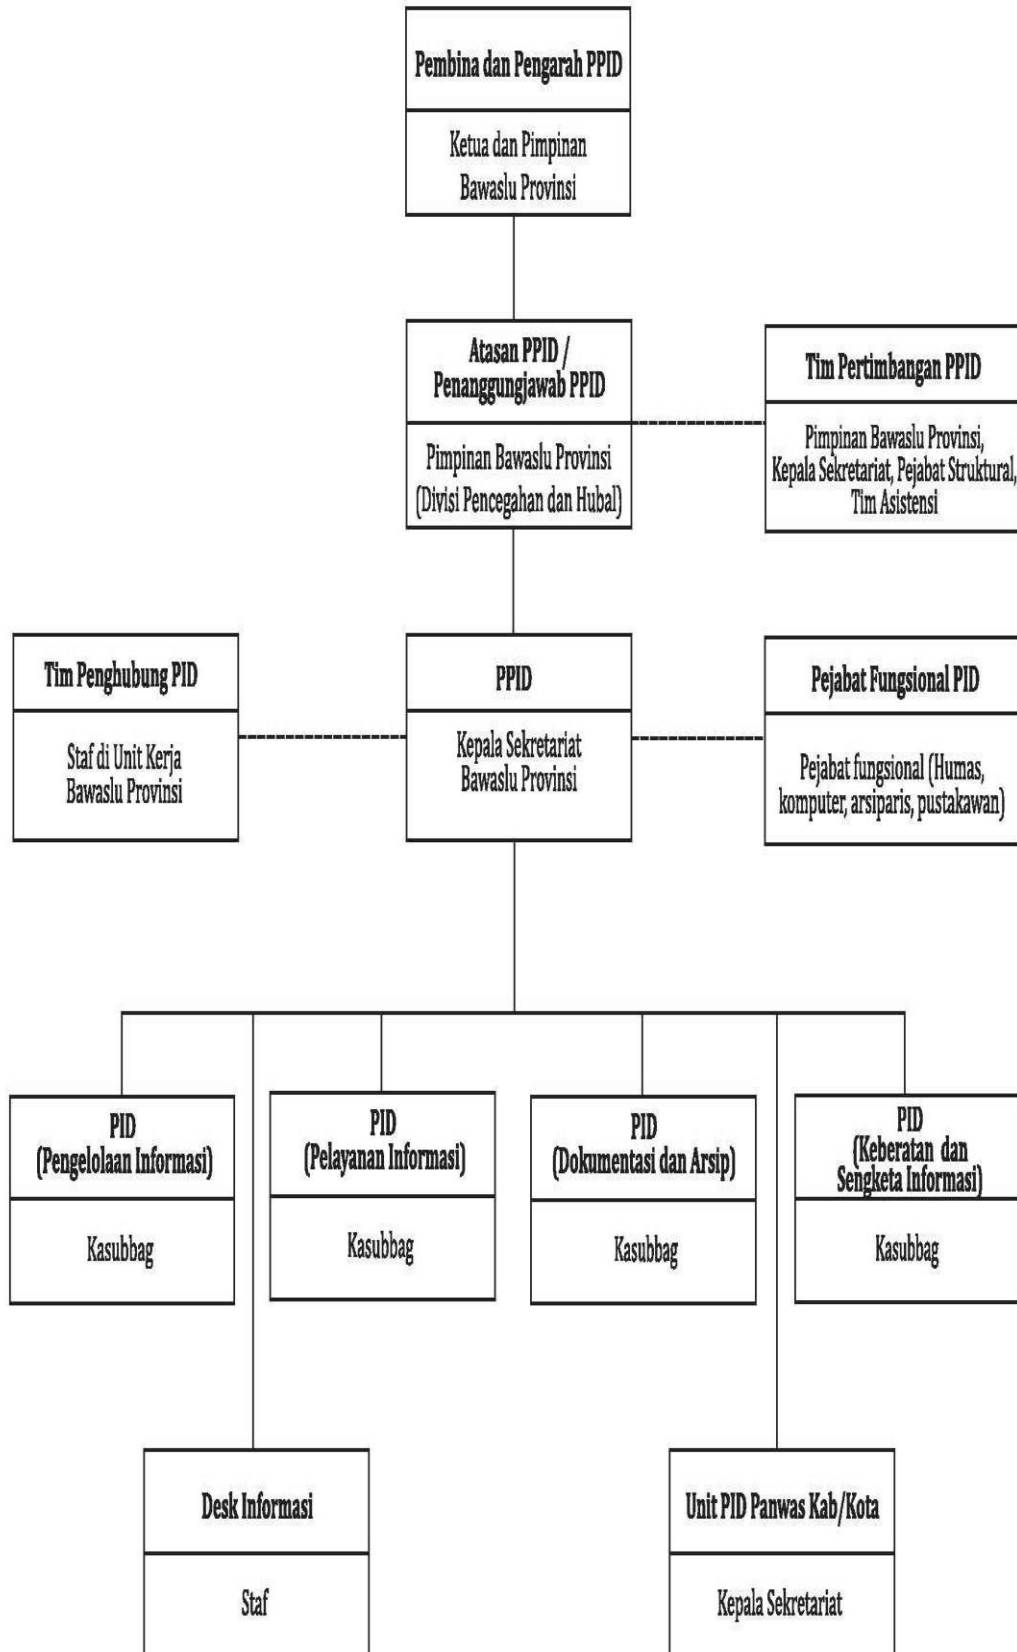 Pembina dan Pengarah PPID
Ketua dan Pimpinan
Bawaslu Provinsi
Atasan PPID /
Penanggungjawab PPID
Pimpinan Bawaslu Provinsi
(Divisi Pencegahan dan Hubal)
Tim Pertimbangan PPID
Pimpinan Bawaslu Provinsi,
Kepala Sekretariat, Pejabat Struktural,
Tim Asistensi
Tim Penghubung PID
Staf di Unit Kerja
Bawaslu Provinsi
PPID
Kepala Sekretariat
Bawaslu Provinsi
Pejabat Fungsional PID
Pejabat fungsional (Humas,
komputer, arsiparis, pustakawan)
PID
(Pengelolaan Informasi)
Kasubbag
PID
(Pelayanan Informasi)
Kasubbag
PID
(Dokumentasi dan Arsip)
Kasubbag
PID
(Keberatan dan
Sengketa Informasi)
Kasubbag
Desk Informasi
Staf
Unit PID Panwas Kab/Kota
Kepala Sekretariat